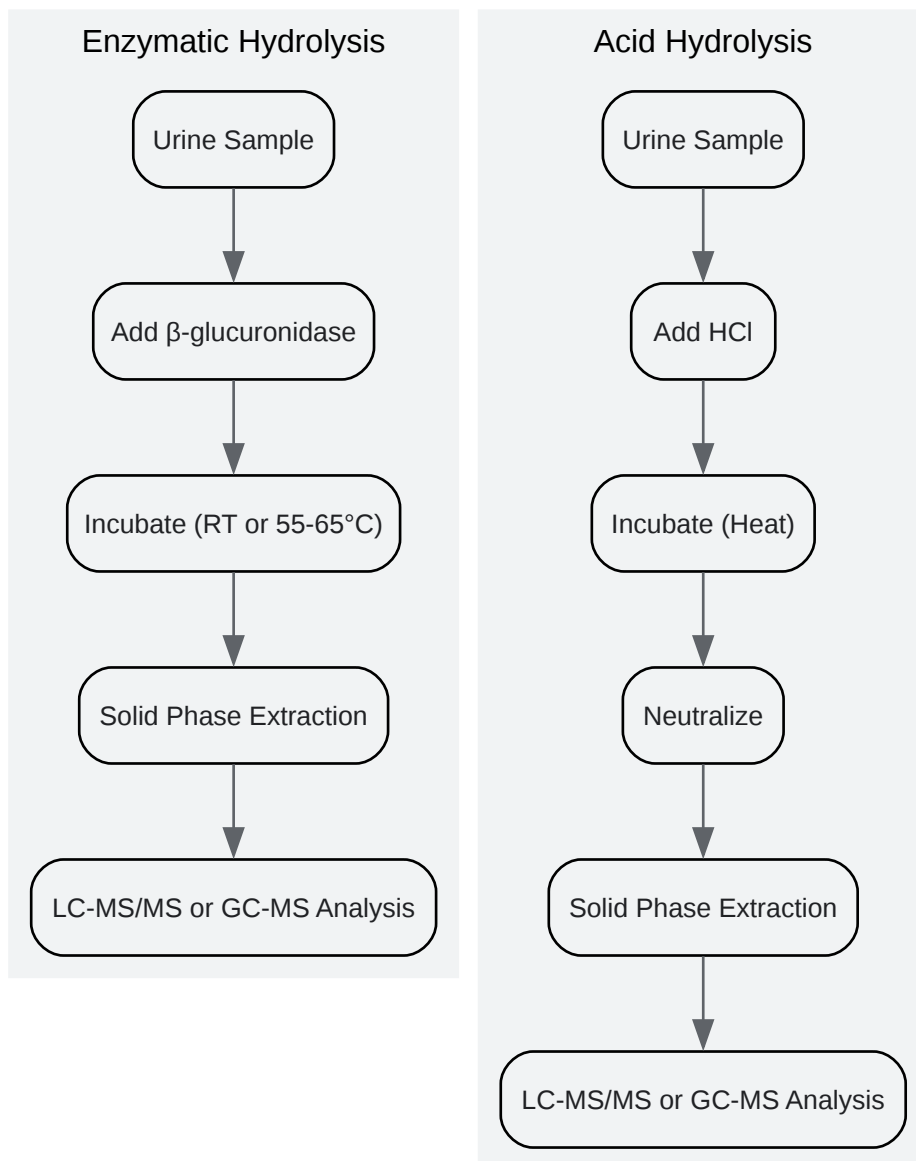 Enzymatic Hydrolysis
Urine Sample
Add β-glucuronidase
Incubate (RT or 55-65°C)
Solid Phase Extraction
LC-MS/MS or GC-MS Analysis
Acid Hydrolysis
Urine Sample
Add HCl
Incubate (Heat)
Neutralize
Solid Phase Extraction
LC-MS/MS or GC-MS Analysis